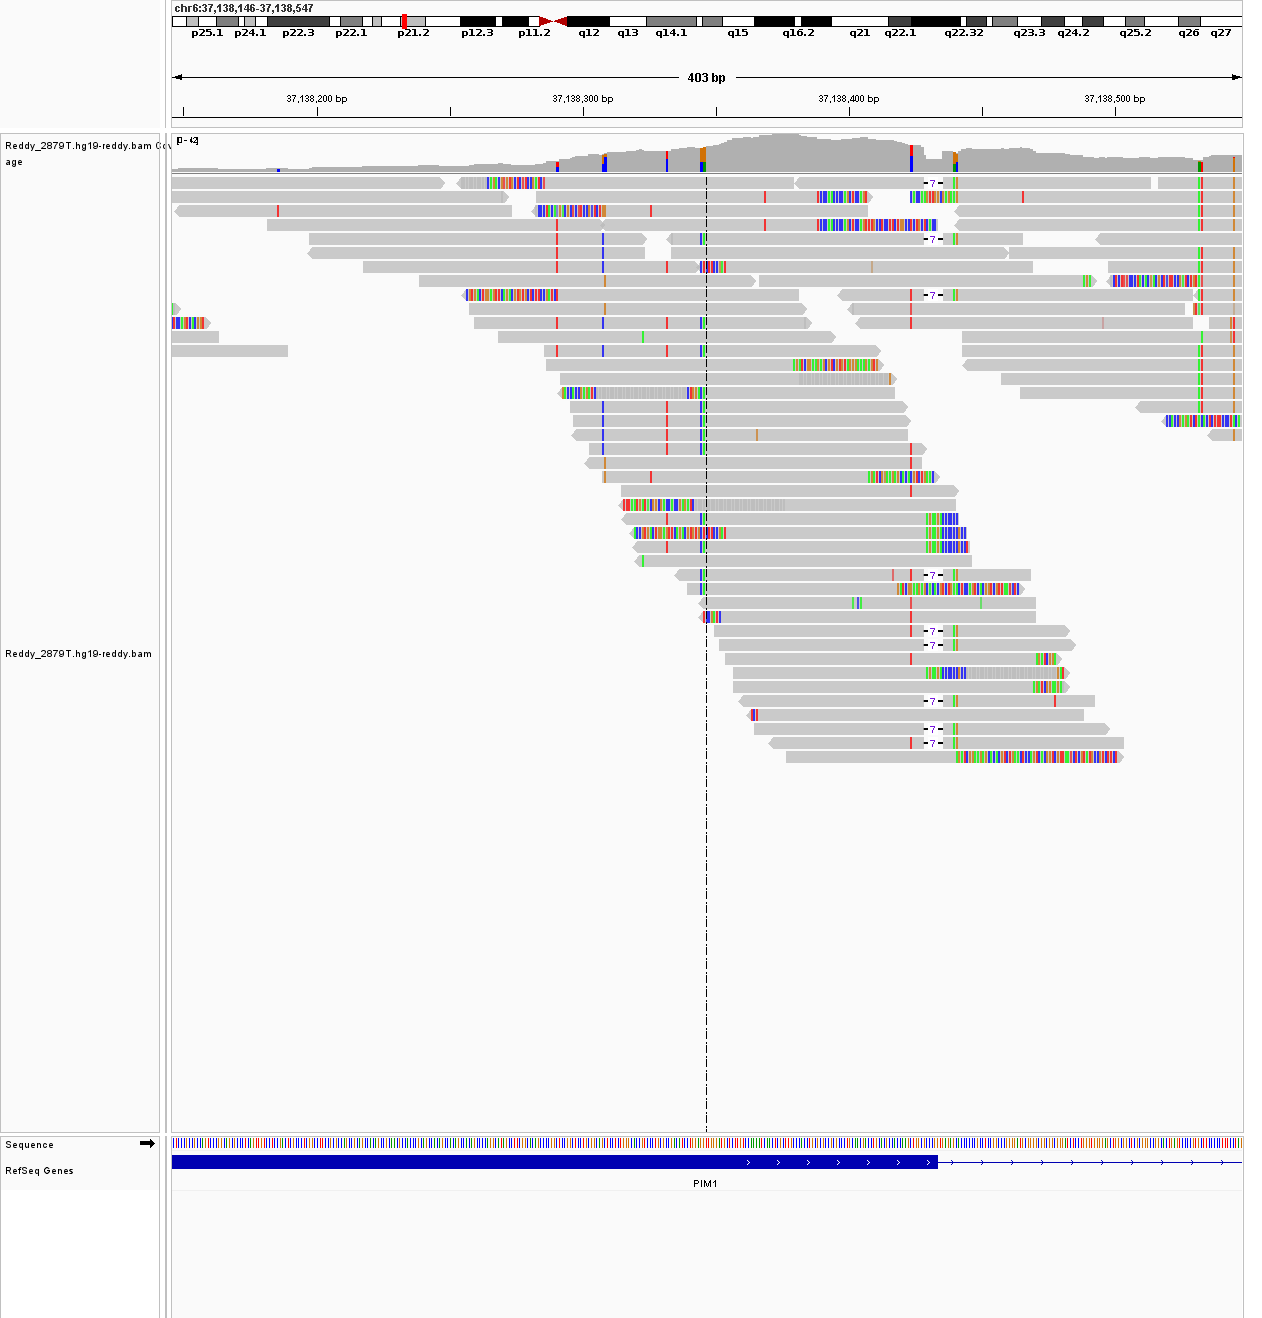 chr6:37,138,146-37,138,547
p25.1 p24.1 p22.3 p22.1 p21.2 p12.3 p11.2 q12 q13 q14.1 q15 q16.2 q21 q22.1 q22.32 q23.3 q24.2 q25.2 q26 q27
403 bp
37,138,200 bp 37,138,300 bp 37,138,400 bp 37,138,500 bp
[0 - 42]
Reddy_2879T.hg19-reddy.bam Cov
age
7
7
7
7
7
7
7
7
7
Reddy_2879T.hg19-reddy.bam
Sequence
RefSeq Genes
PIM1